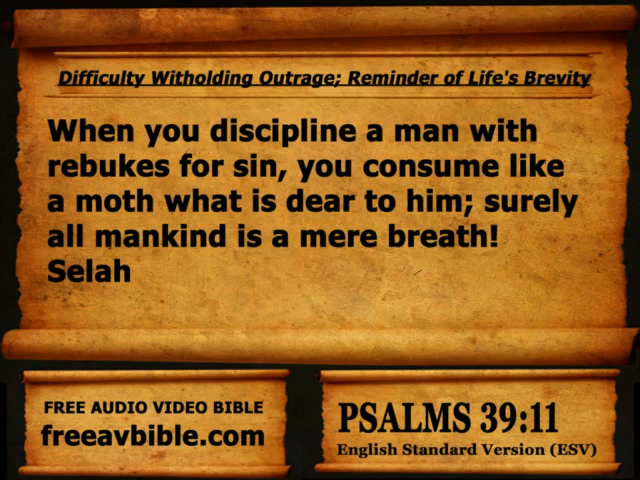 Difficulty Witholding Outrage; Reminder of Life's Brevity
When you discipline a man with
rebukes for sin, you consume like
a moth what is dear to him; surely
all mankind is a mere breath!
Selah
FREE AUDIO VIDEO BIBLE
freeavbible.com
PSALMS 39:11
English Standard Version (ESV)